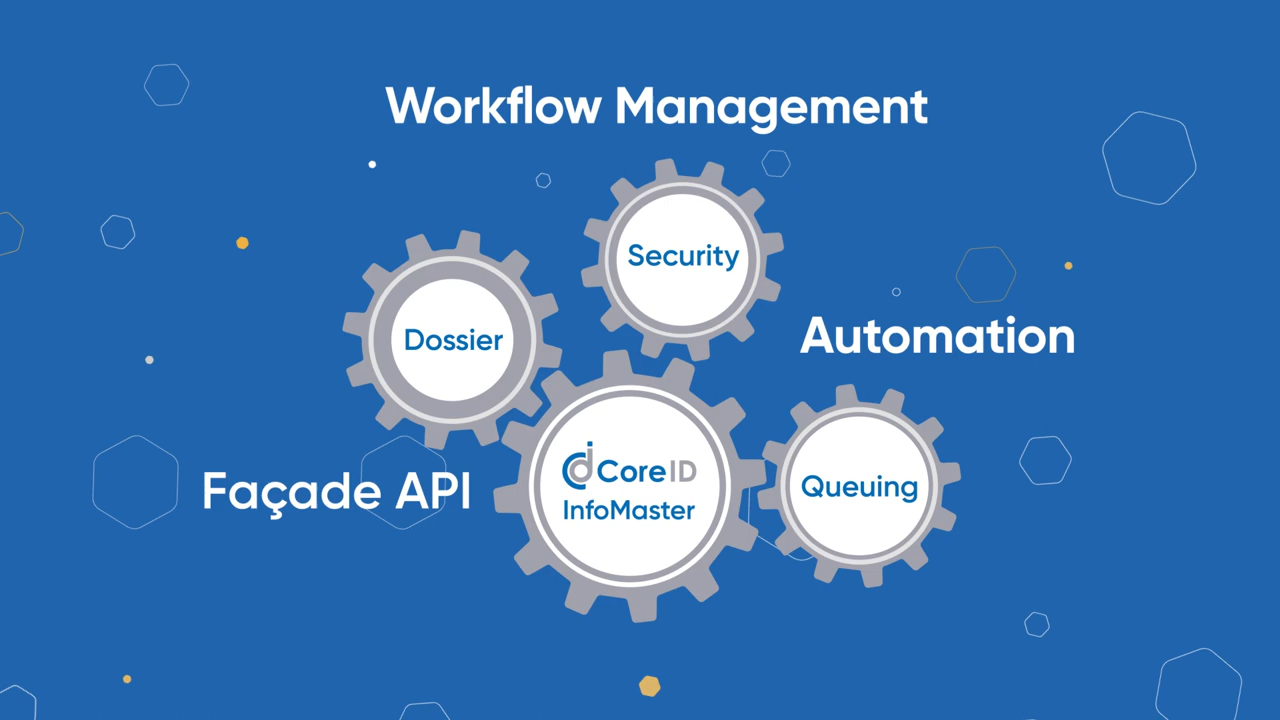 Workflow Management
Security
Dossier
Automation
Façade API
CoreID
InfoMaster
Queuing